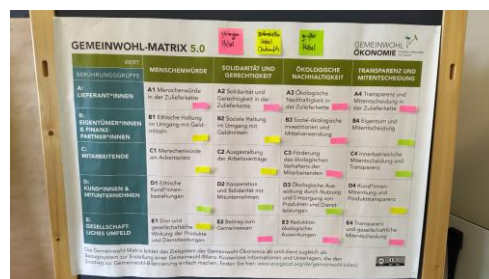 GEMEINWOHL-MATRIX 5.0
GEMEINWOHL
ÖKONOMIE
WERT
BERÜHRUNGSGRUPPE
MENSCHENWÜRDE
SOLIDARITÄT UND
GERECHTIGKEIT
ÖKOLOGISCHE
NACHHALTIGKEIT
TRANSPARENZ UND
MITENTSCHEIDUNG
A:
LIEFERANT*INNEN
A1 Menschenwürde
in der Zulieferkette
A2 Solidarität und
Gerechtigkeit in der
Zulieferkette
A3 Ökologische
Nachhaltigkeit in
der Zulieferkette
A4 Transparenz und
Mitentscheidung in
der Zulieferkette
B:
EIGENTÜMER*INNEN
& FINANZ-
PARTNER*INNEN
B1 Ethische Haltung
im Umgang mit Geld-
mitteln
B2 Soziale Haltung
im Umgang mit
Geldmitteln
B3 Sozial-ökologische
Investitionen und
Mittelverwendung
B4 Eigentum und
Mitentscheidung
C:
MITARBEITENDE
C1 Menschenwürde
am Arbeitsplatz
C2 Ausgestaltung
der Arbeitsverträge
C3 Förderung
des ökologischen
Verhaltens der
Mitarbeitenden
C4 Innerbetriebliche
Mitentscheidung und
Transparenz
D:
KUND*INNEN &
MITUNTERNEHMEN
D1 Ethische
Kund*innen-
beziehungen
D2 Kooperation
und Solidarität mit
Mitunternehmen
D3 Ökologische Aus-
wirkung durch Nutzung
und Entsorgung von
Produkten und Dienst-
leistungen
D4 Kund*innen-
Mitwirkung und
Produkttransparenz
E:
GESELLSCHAFT-
LICHES UMFELD
E1 Sinn und
gesellschaftliche
Wirkung der Produkte
und Dienstleistungen
E2 Beitrag zum
Gemeinwesen
E3 Reduktion
ökologischer
Auswirkungen
E4 Transparenz
und gesellschaftliche
Mitentscheidung